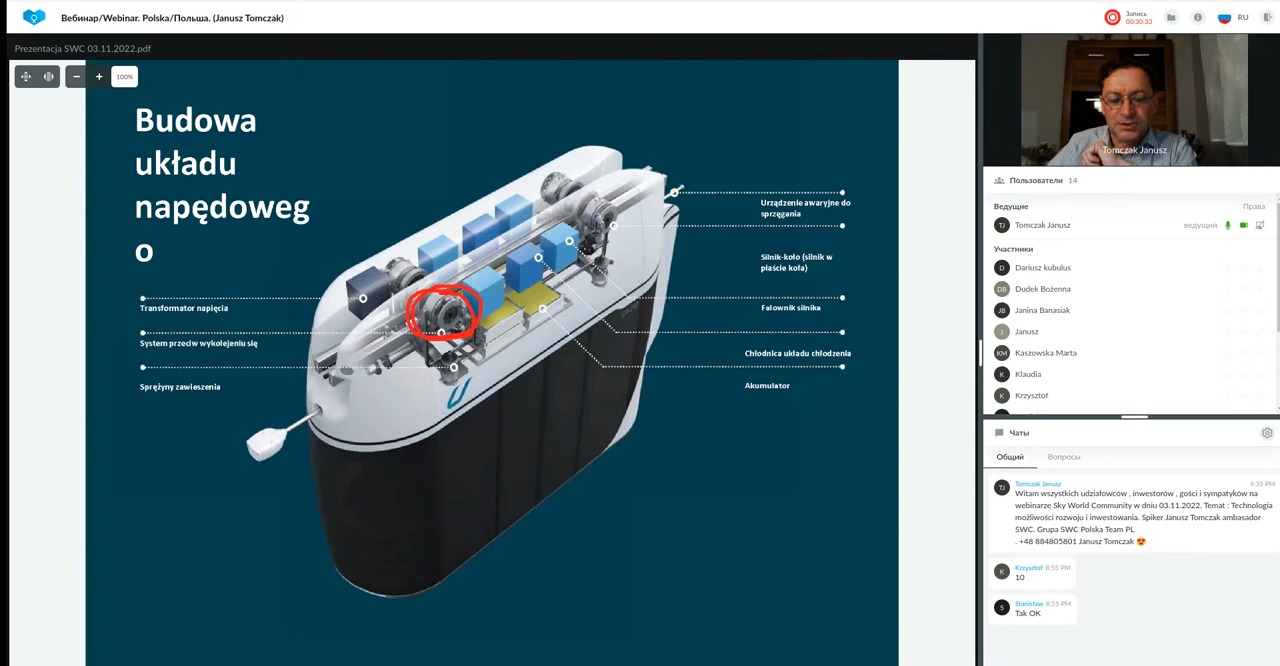 Вебинар/Webinar. Polska/Польша. (Janusz Tomczak)
Запись
00:30:33
RU
Prezentacja SWC 03.11.2022.pdf
100%
Budowa
układu
napędoweg
o
Urządzenie awaryjne do
sprzęgania
Silnik-koło (silnik w
płaście koła)
Transformator napięcia
Falownik silnika
System przeciw wykolejeniu się
Chłodnica układu chłodzenia
Sprężyny zawieszenia
Akumulator
Tomczak Janusz
Пользователи 14
Ведущие Права
TJ Tomczak Janusz ведущий
Участники
D Dariusz kubulus
DB Dudek Bożenna
JB Janina Banasiak
J Janusz
KM Kaszowska Marta
K Klaudia
K Krzysztof
Чаты
Общий Вопросы
TJ Tomczak Janusz 4:35 PM
Witam wszystkich udziałowców , inwestorów , gości i sympatyków na
webinarze Sky World Community w dniu 03.11.2022. Temat : Technologia
możliwości rozwoju i inwestowania. Spiker Janusz Tomczak ambasador
SWC. Grupa SWC Polska Team PL
. +48 884805801 Janusz Tomczak 😍
K Krzysztof 8:55 PM
10
S Stanisław 8:55 PM
Tak OK